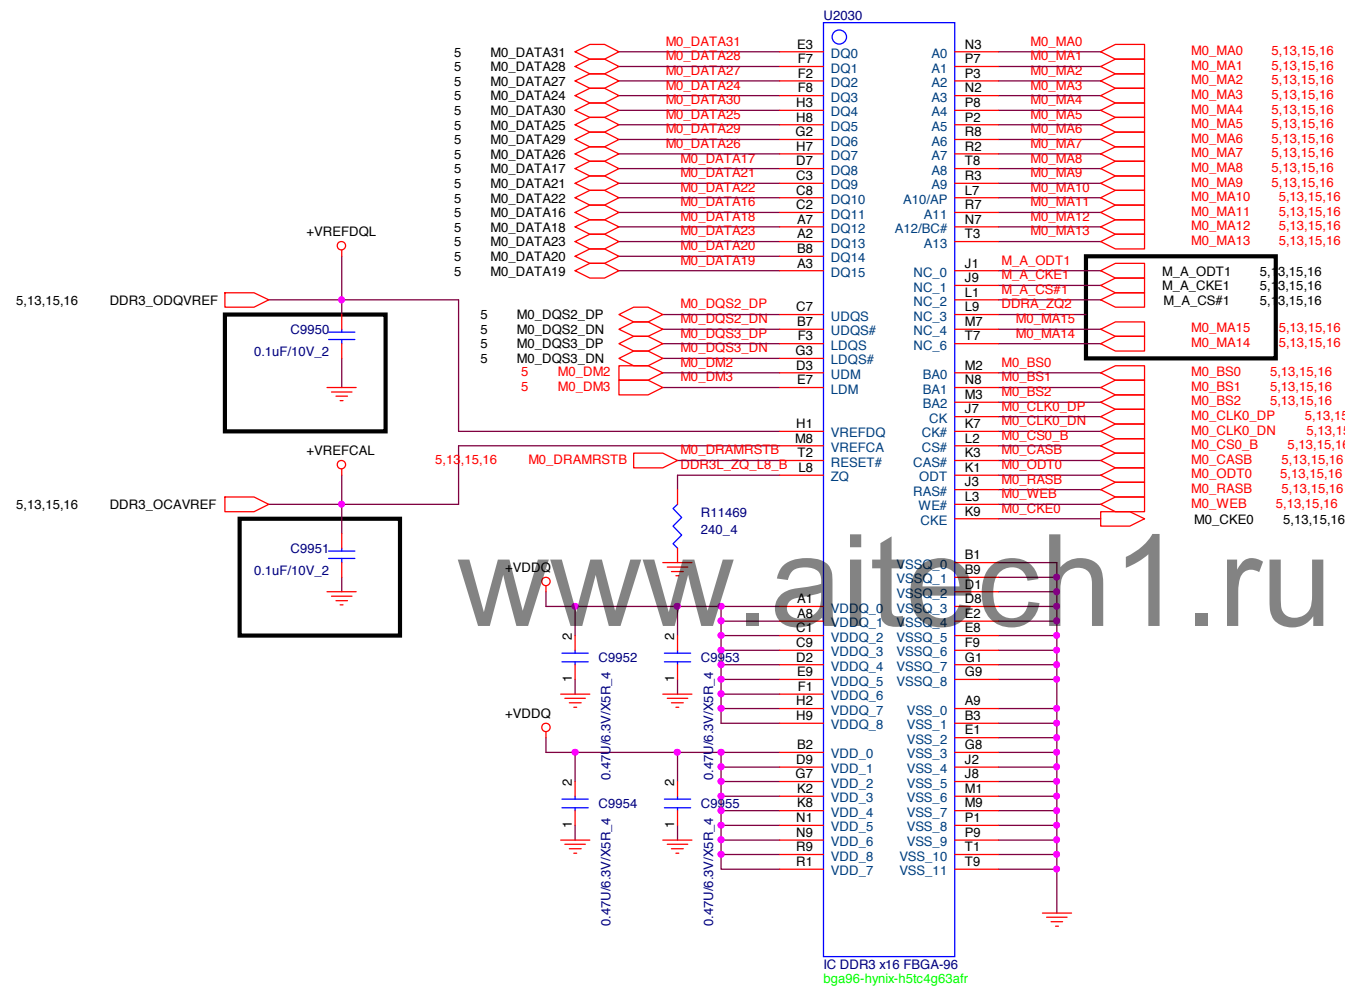 U2030
5 M0_DATA31 M0_DATA31 E3 DQ0
5 M0_DATA28 M0_DATA28 F7 DQ1
5 M0_DATA27 M0_DATA27 F2 DQ2
5 M0_DATA24 M0_DATA24 F8 DQ3
5 M0_DATA30 M0_DATA30 H3 DQ4
5 M0_DATA25 M0_DATA25 H8 DQ5
5 M0_DATA29 M0_DATA29 G2 DQ6
5 M0_DATA26 M0_DATA26 H7 DQ7
5 M0_DATA17 M0_DATA17 D7 DQ8
5 M0_DATA21 M0_DATA21 C3 DQ9
5 M0_DATA22 M0_DATA22 C8 DQ10
5 M0_DATA16 M0_DATA16 C2 DQ11
5 M0_DATA18 M0_DATA18 A7 DQ12
5 M0_DATA23 M0_DATA23 A2 DQ13
5 M0_DATA20 M0_DATA20 B8 DQ14
5 M0_DATA19 M0_DATA19 A3 DQ15
A0 N3 M0_MA0 M0_MA0 5,13,15,16
A1 P7 M0_MA1 M0_MA1 5,13,15,16
A2 P3 M0_MA2 M0_MA2 5,13,15,16
A3 N2 M0_MA3 M0_MA3 5,13,15,16
A4 P8 M0_MA4 M0_MA4 5,13,15,16
A5 P2 M0_MA5 M0_MA5 5,13,15,16
A6 R8 M0_MA6 M0_MA6 5,13,15,16
A7 R2 M0_MA7 M0_MA7 5,13,15,16
A8 T8 M0_MA8 M0_MA8 5,13,15,16
A9 R3 M0_MA9 M0_MA9 5,13,15,16
A10/AP L7 M0_MA10 M0_MA10 5,13,15,16
A11 R7 M0_MA11 M0_MA11 5,13,15,16
A12/BC# N7 M0_MA12 M0_MA12 5,13,15,16
A13 T3 M0_MA13 M0_MA13 5,13,15,16
NC_0 J1 M_A_ODT1 M_A_ODT1 5,13,15,16
NC_1 J9 M_A_CKE1 M_A_CKE1 5,13,15,16
NC_2 L1 M_A_CS#1 M_A_CS#1 5,13,15,16
NC_3 L9 DDRA_ZQ2
NC_4 M7 M0_MA15 M0_MA15 5,13,15,16
NC_6 T7 M0_MA14 M0_MA14 5,13,15,16
+VREFDQL
5,13,15,16 DDR3_ODQVREF
C9950
0.1uF/10V_2
5 M0_DQS2_DP M0_DQS2_DP C7 UDQS
5 M0_DQS2_DN M0_DQS2_DN B7 UDQS#
5 M0_DQS3_DP M0_DQS3_DP F3 LDQS
5 M0_DQS3_DN M0_DQS3_DN G3 LDQS#
5 M0_DM2 M0_DM2 D3 UDM
5 M0_DM3 M0_DM3 E7 LDM
BA0 M2 M0_BS0 M0_BS0 5,13,15,16
BA1 N8 M0_BS1 M0_BS1 5,13,15,16
BA2 M3 M0_BS2 M0_BS2 5,13,15,16
CK J7 M0_CLK0_DP M0_CLK0_DP 5,13,15
CK# K7 M0_CLK0_DN M0_CLK0_DN 5,13,15
CS# L2 M0_CS0_B M0_CS0_B 5,13,15,16
CAS# K3 M0_CASB M0_CASB 5,13,15,16
ODT K1 M0_ODT0 M0_ODT0 5,13,15,16
RAS# J3 M0_RASB M0_RASB 5,13,15,16
WE# L3 M0_WEB M0_WEB 5,13,15,16
CKE K9 M0_CKE0 M0_CKE0 5,13,15,16
H1 VREFDQ
M8 VREFCA
5,13,15,16 M0_DRAMRSTB M0_DRAMRSTB T2 RESET#
DDR3L_ZQ_L8_B L8 ZQ
+VREFCAL
5,13,15,16 DDR3_OCAVREF
C9951
0.1uF/10V_2
R11469
240_4
www.aitech1.ru
+VDDQ
A1 VDDQ_0
A8 VDDQ_1
C1 VDDQ_2
C9 VDDQ_3
D2 VDDQ_4
E9 VDDQ_5
F1 VDDQ_6
H2 VDDQ_7
H9 VDDQ_8
2 1 C9952 0.47U/6.3V/X5R_4
2 1 C9953 0.47U/6.3V/X5R_4
+VDDQ
B2 VDD_0
D9 VDD_1
G7 VDD_2
K2 VDD_3
K8 VDD_4
N1 VDD_5
N9 VDD_6
R9 VDD_8
R1 VDD_7
2 1 C9954 0.47U/6.3V/X5R_4
2 1 C9955 0.47U/6.3V/X5R_4
VSSQ_0 B1
VSSQ_1 B9
VSSQ_2 D1
VSSQ_3 D8
VSSQ_4 E2
VSSQ_5 E8
VSSQ_6 F9
VSSQ_7 G1
VSSQ_8 G9
VSS_0 A9
VSS_1 B3
VSS_2 E1
VSS_3 G8
VSS_4 J2
VSS_5 J8
VSS_6 M1
VSS_7 M9
VSS_8 P1
VSS_9 P9
VSS_10 T1
VSS_11 T9
IC DDR3 x16 FBGA-96
bga96-hynix-h5tc4g63afr